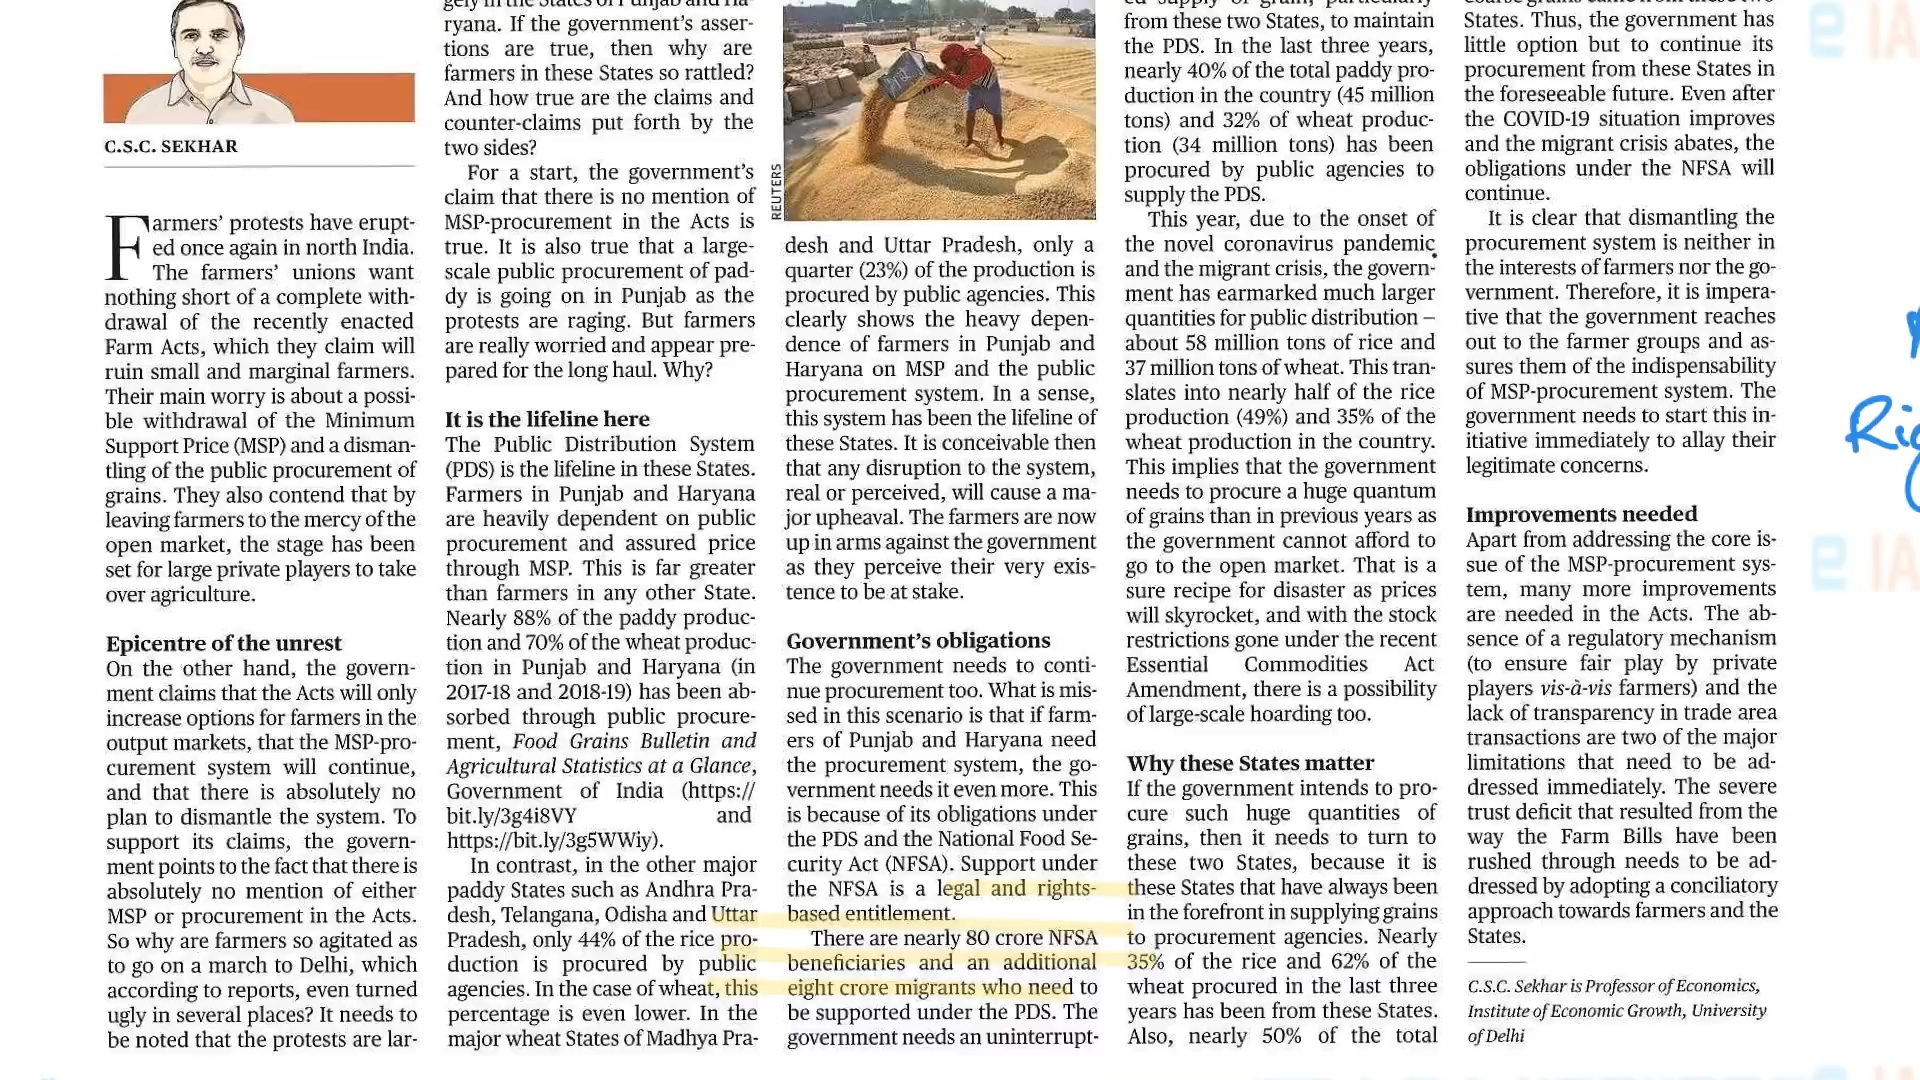 C.S.C. SEKHAR
Farmers' protests have erupt-
ed once again in north India.
The farmers' unions want
nothing short of a complete with-
drawal of the recently enacted
Farm Acts, which they claim will
ruin small and marginal farmers.
Their main worry is about a possi-
ble withdrawal of the Minimum
Support Price (MSP) and a disman-
tling of the public procurement of
grains. They also contend that by
leaving farmers to the mercy of the
open market, the stage has been
set for large private players to take
over agriculture.
Epicentre of the unrest
On the other hand, the govern-
ment claims that the Acts will only
increase options for farmers in the
output markets, that the MSP-pro-
curement system will continue,
and that there is absolutely no
plan to dismantle the system. To
support its claims, the govern-
ment points to the fact that there is
absolutely no mention of either
MSP or procurement in the Acts.
So why are farmers so agitated as
to go on a march to Delhi, which
according to reports, even turned
ugly in several places? It needs to
be noted that the protests are lar-
gely in the States of Punjab and Ha-
ryana. If the government's asser-
tions are true, then why are
farmers in these States so rattled?
And how true are the claims and
counter-claims put forth by the
two sides?
For a start, the government's
claim that there is no mention of
MSP-procurement in the Acts is
true. It is also true that a large-
scale public procurement of pad-
dy is going on in Punjab as the
protests are raging. But farmers
are really worried and appear pre-
pared for the long haul. Why?
It is the lifeline here
The Public Distribution System
(PDS) is the lifeline in these States.
Farmers in Punjab and Haryana
are heavily dependent on public
procurement and assured price
through MSP. This is far greater
than farmers in any other State.
Nearly 88% of the paddy produc-
tion and 70% of the wheat produc-
tion in Punjab and Haryana (in
2017-18 and 2018-19) has been ab-
sorbed through public procure-
ment, Food Grains Bulletin and
Agricultural Statistics at a Glance,
Government of India (https://
bit.ly/3g4i8VY and
https://bit.ly/3g5WWiy).
In contrast, in the other major
paddy States such as Andhra Pra-
desh, Telangana, Odisha and Uttar
Pradesh, only 44% of the rice pro-
duction is procured by public
agencies. In the case of wheat, this
percentage is even lower. In the
major wheat States of Madhya Pra-
REUTERS
desh and Uttar Pradesh, only a
quarter (23%) of the production is
procured by public agencies. This
clearly shows the heavy depen-
dence of farmers in Punjab and
Haryana on MSP and the public
procurement system. In a sense,
this system has been the lifeline of
these States. It is conceivable then
that any disruption to the system,
real or perceived, will cause a ma-
jor upheaval. The farmers are now
up in arms against the government
as they perceive their very exis-
tence to be at stake.
Government's obligations
The government needs to conti-
nue procurement too. What is mis-
sed in this scenario is that if farm-
ers of Punjab and Haryana need
the procurement system, the go-
vernment needs it even more. This
is because of its obligations under
the PDS and the National Food Se-
curity Act (NFSA). Support under
the NFSA is a legal and rights-
based entitlement.
There are nearly 80 crore NFSA
beneficiaries and an additional
eight crore migrants who need to
be supported under the PDS. The
government needs an uninterrupt-
ed supply of grain, particularly
from these two States, to maintain
the PDS. In the last three years,
nearly 40% of the total paddy pro-
duction in the country (45 million
tons) and 32% of wheat produc-
tion (34 million tons) has been
procured by public agencies to
supply the PDS.
This year, due to the onset of
the novel coronavirus pandemic
and the migrant crisis, the govern-
ment has earmarked much larger
quantities for public distribution –
about 58 million tons of rice and
37 million tons of wheat. This tran-
slates into nearly half of the rice
production (49%) and 35% of the
wheat production in the country.
This implies that the government
needs to procure a huge quantum
of grains than in previous years as
the government cannot afford to
go to the open market. That is a
sure recipe for disaster as prices
will skyrocket, and with the stock
restrictions gone under the recent
Essential Commodities Act
Amendment, there is a possibility
of large-scale hoarding too.
Why these States matter
If the government intends to pro-
cure such huge quantities of
grains, then it needs to turn to
these two States, because it is
these States that have always been
in the forefront in supplying grains
to procurement agencies. Nearly
35% of the rice and 62% of the
wheat procured in the last three
years has been from these States.
Also, nearly 50% of the total
coarse grains came from these two
States. Thus, the government has
little option but to continue its
procurement from these States in
the foreseeable future. Even after
the COVID-19 situation improves
and the migrant crisis abates, the
obligations under the NFSA will
continue.
It is clear that dismantling the
procurement system is neither in
the interests of farmers nor the go-
vernment. Therefore, it is impera-
tive that the government reaches
out to the farmer groups and as-
sures them of the indispensability
of MSP-procurement system. The
government needs to start this in-
itiative immediately to allay their
legitimate concerns.
Improvements needed
Apart from addressing the core is-
sue of the MSP-procurement sys-
tem, many more improvements
are needed in the Acts. The ab-
sence of a regulatory mechanism
(to ensure fair play by private
players vis-à-vis farmers) and the
lack of transparency in trade area
transactions are two of the major
limitations that need to be ad-
dressed immediately. The severe
trust deficit that resulted from the
way the Farm Bills have been
rushed through needs to be ad-
dressed by adopting a conciliatory
approach towards farmers and the
States.
C.S.C. Sekhar is Professor of Economics,
Institute of Economic Growth, University
of Delhi